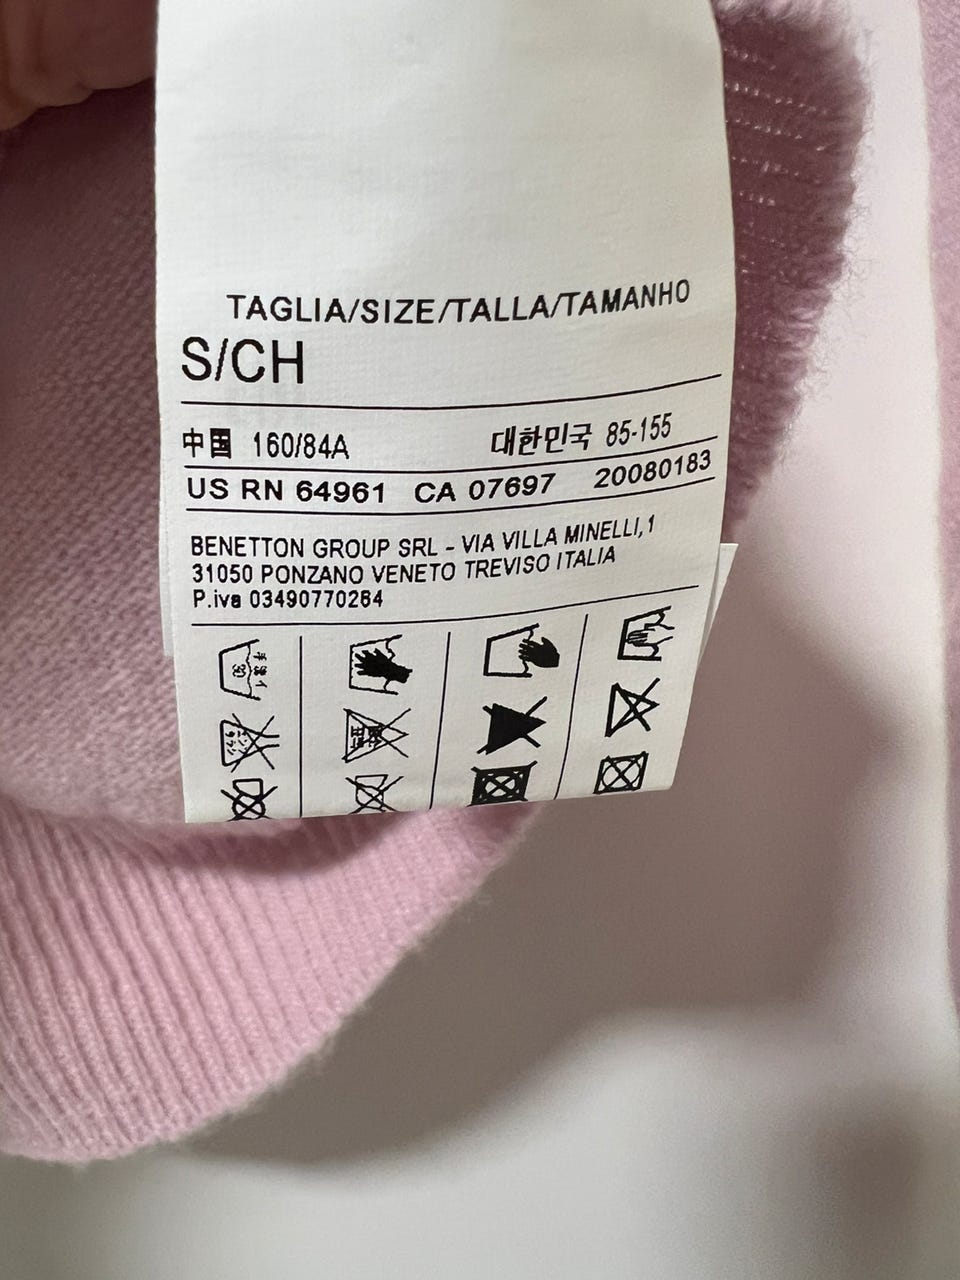 TAGLIA/SIZE/TALLA/TAMANHO
S/CH
中国 160/84A 대한민국 85-155
US RN 64961 CA 07697 20080183
BENETTON GROUP SRL - VIA VILLA MINELLI,1
31050 PONZANO VENETO TREVISO ITALIA
P.iva 03490770264
30